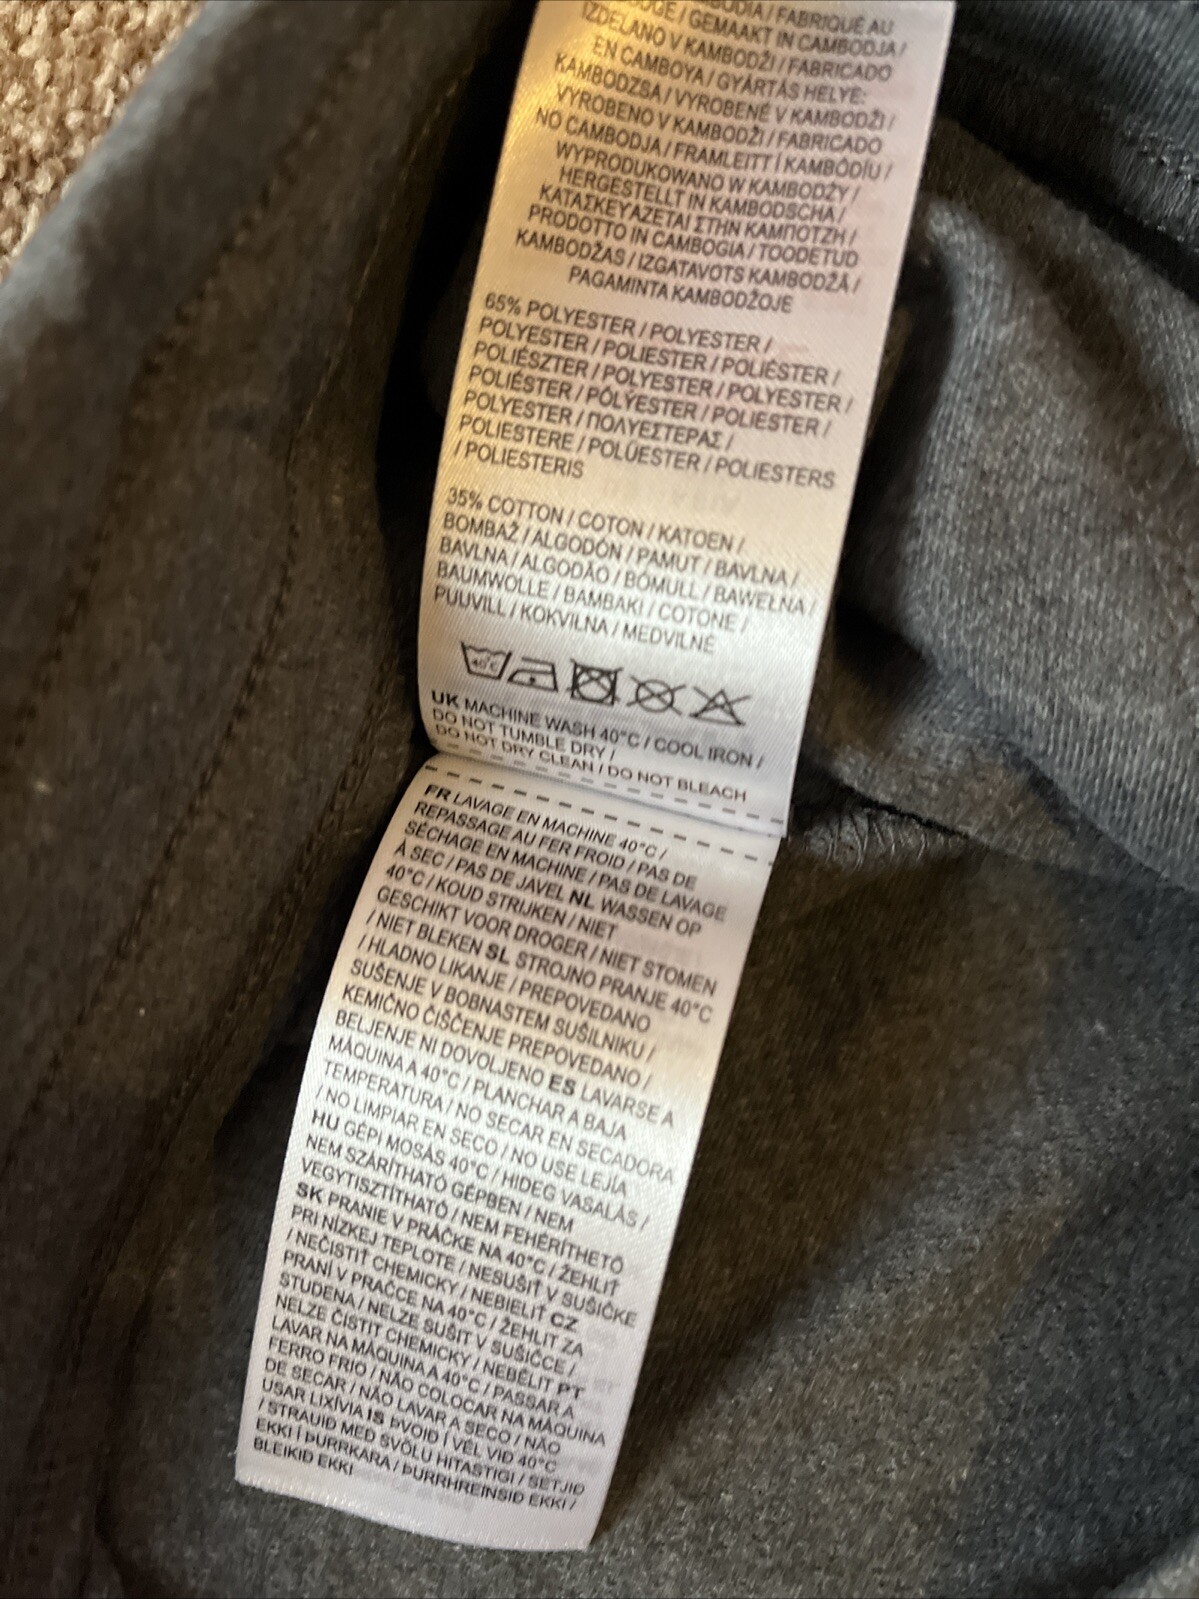 / FABRIQUÉ AU
/ GEMAAKT IN CAMBODJA /
IZDELANO V KAMBODŽI / FABRICADO
EN CAMBOYA / GYÁRTÁS HELYE:
KAMBODZSA / VYROBENÉ V KAMBODŽI /
VYROBENO V KAMBODŽI / FABRICADO
NO CAMBODJA / FRAMLEITT Í KAMBÓDÍU /
WYPRODUKOWANO W KAMBODŻY /
HERGESTELLT IN KAMBODSCHA /
ΚΑΤΑΣΚΕΥΑΖΕΤΑΙ ΣΤΗΝ ΚΑΜΠΟΤΖΗ /
PRODOTTO IN CAMBOGIA / TOODETUD
KAMBODŽAS / IZGATAVOTS KAMBODŽĀ /
PAGAMINTA KAMBODŽOJE
65% POLYESTER / POLYESTER /
POLYESTER / POLIESTER / POLIÉSTER /
POLIÉSZTER / POLYESTER / POLYESTER /
POLIÉSTER / PÓLÝESTER / POLIESTER /
POLYESTER / ΠΟΛΥΕΣΤΕΡΑΣ /
POLIESTERE / POLÜESTER / POLIESTERS
/ POLIESTERIS
35% COTTON / COTON / KATOEN /
BOMBAŽ / ALGODÓN / PAMUT / BAVLNA /
BAVLNA / ALGODÃO / BÓMULL / BAWEŁNA /
BAUMWOLLE / BAMBAKI / COTONE /
PUUVILL / KOKVILNA / MEDVILNĖ
40°C
UK MACHINE WASH 40°C / COOL IRON /
DO NOT TUMBLE DRY /
DO NOT DRY CLEAN / DO NOT BLEACH
FR LAVAGE EN MACHINE 40°C /
REPASSAGE AU FER FROID / PAS DE
SÉCHAGE EN MACHINE / PAS DE LAVAGE
À SEC / PAS DE JAVEL NL WASSEN OP
40°C / KOUD STRIJKEN / NIET
GESCHIKT VOOR DROGER / NIET STOMEN
/ NIET BLEKEN SL STROJNO PRANJE 40°C
/ HLADNO LIKANJE / PREPOVEDANO
SUŠENJE V BOBNASTEM SUŠILNIKU /
KEMIČNO ČIŠČENJE PREPOVEDANO /
BELJENJE NI DOVOLJENO ES LAVARSE A
MÁQUINA A 40°C / PLANCHAR A BAJA
TEMPERATURA / NO SECAR EN SECADORA
/ NO LIMPIAR EN SECO / NO USE LEJÍA
HU GÉPI MOSÁS 40°C / HIDEG VASALÁS /
NEM SZÁRÍTHATÓ GÉPBEN / NEM
VEGYTISZTÍTHATÓ / NEM FEHÉRÍTHETŐ
SK PRANIE V PRÁČKE NA 40°C / ŽEHLIŤ
PRI NÍZKEJ TEPLOTE / NESUŠIŤ V SUŠIČKE
/ NEČISTIŤ CHEMICKY / NEBIELIŤ CZ
PRANÍ V PRAČCE NA 40°C / ŽEHLIT ZA
STUDENA / NELZE SUŠIT V SUŠIČCE /
NELZE ČISTIT CHEMICKY / NEBĚLIT PT
LAVAR NA MÁQUINA A 40°C / PASSAR A
FERRO FRIO / NÃO COLOCAR NA MÁQUINA
DE SECAR / NÃO LAVAR A SECO / NÃO
USAR LIXÍVIA IS ÞVOIÐ Í VÉL VIÐ 40°C
/ STRAUIÐ MEÐ SVÖLU HITASTIGI / SETJIÐ
EKKI Í ÞURRKARA / ÞURRHREINSIÐ EKKI /
BLEIKIÐ EKKI